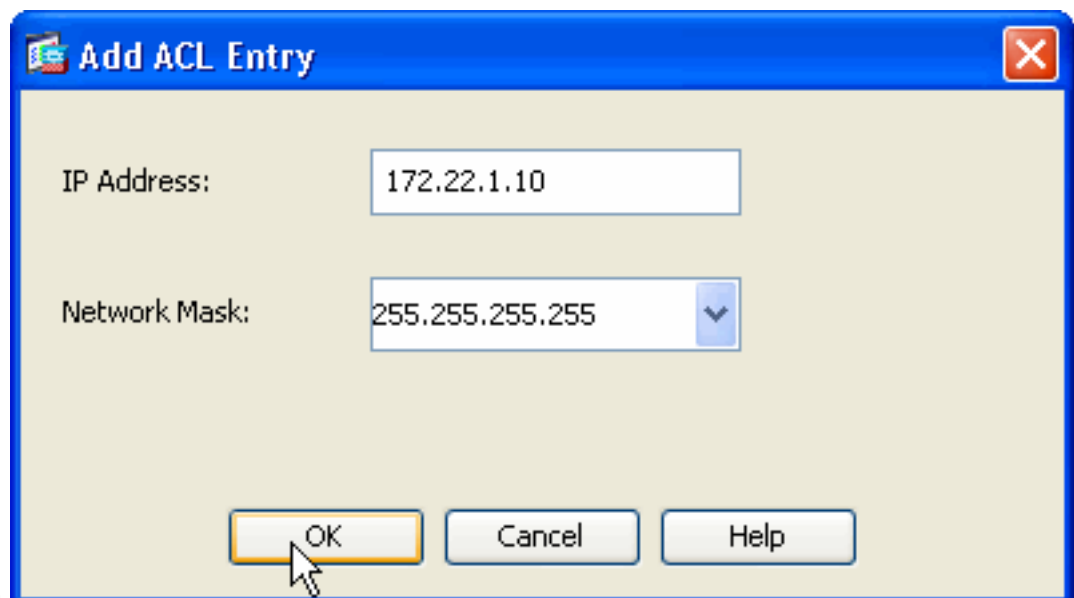 Add ACL Entry
IP Address: 172.22.1.10
Network Mask: 255.255.255.255
OK Cancel Help